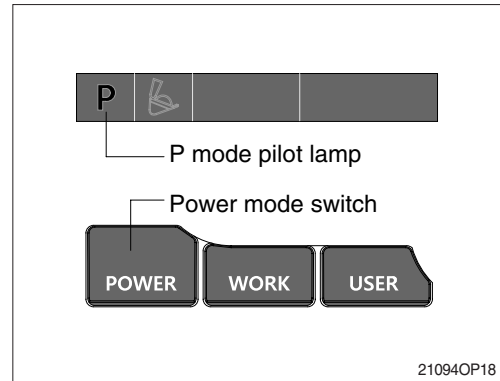 P
P mode pilot lamp
Power mode switch
POWER WORK USER
21094OP18